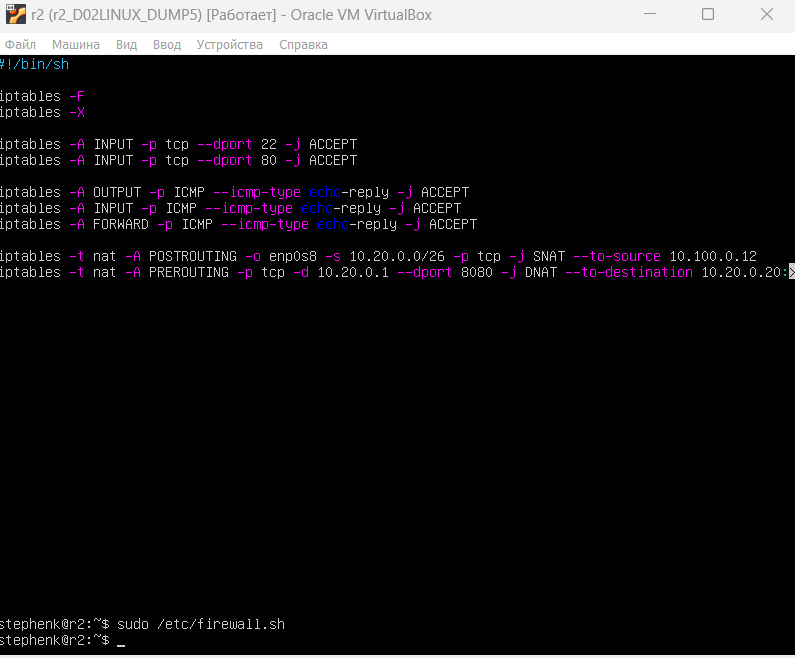 r2 (r2_D02LINUX_DUMP5) [Работает] - Oracle VM VirtualBox
Файл Машина Вид Ввод Устройства Справка
#!/bin/sh
iptables -F
iptables -X
iptables -A INPUT -p tcp --dport 22 -j ACCEPT
iptables -A INPUT -p tcp --dport 80 -j ACCEPT
iptables -A OUTPUT -p ICMP --icmp-type echo-reply -j ACCEPT
iptables -A INPUT -p ICMP --icmp-type echo-reply -j ACCEPT
iptables -A FORWARD -p ICMP --icmp-type echo-reply -j ACCEPT
iptables -t nat -A POSTROUTING -o enp0s8 -s 10.20.0.0/26 -p tcp -j SNAT --to-source 10.100.0.12
iptables -t nat -A PREROUTING -p tcp -d 10.20.0.1 --dport 8080 -j DNAT --to-destination 10.20.0.20:>
stephenk@r2:~$ sudo /etc/firewall.sh
stephenk@r2:~$ _